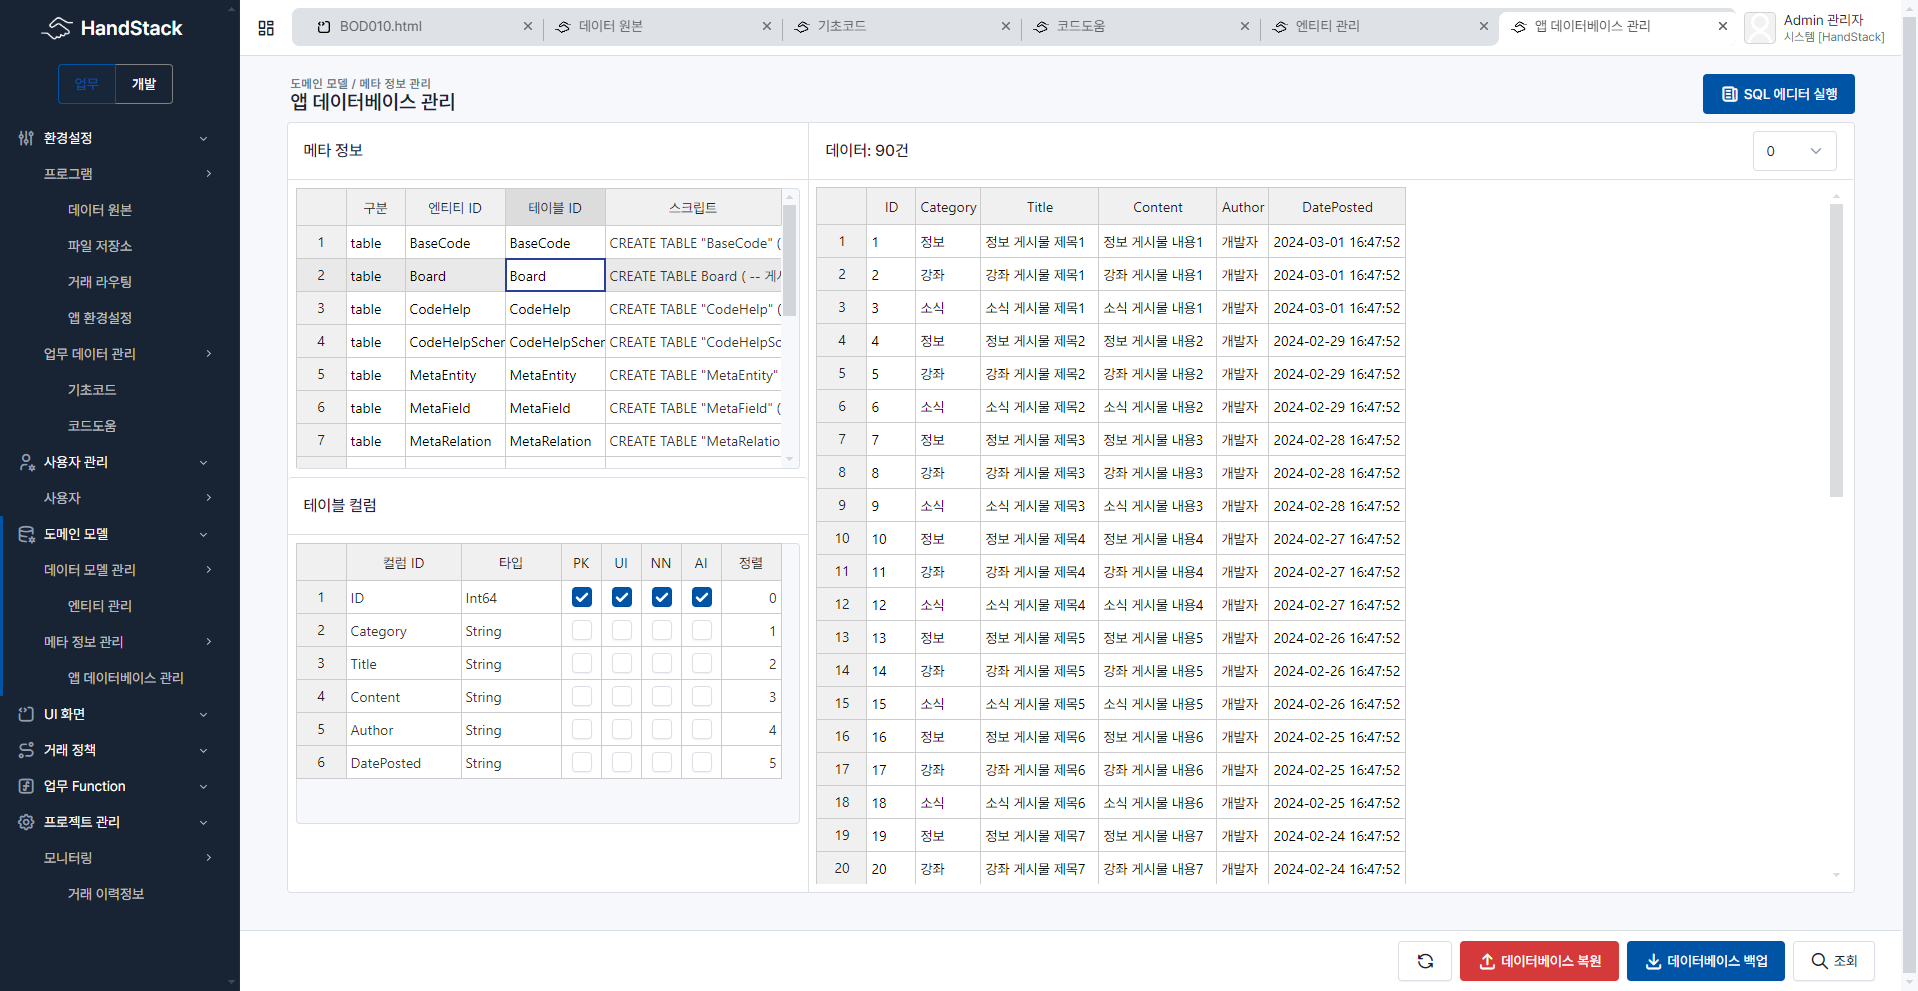 HandStack
업무 개발
환경설정
프로그램
데이터 원본
파일 저장소
거래 라우팅
앱 환경설정
업무 데이터 관리
기초코드
코드도움
사용자 관리
사용자
도메인 모델
데이터 모델 관리
엔티티 관리
메타 정보 관리
앱 데이터베이스 관리
UI 화면
거래 정책
업무 Function
프로젝트 관리
모니터링
거래 이력정보
BOD010.html 데이터 원본 기초코드 코드도움 엔티티 관리 앱 데이터베이스 관리
Admin 관리자
시스템 [HandStack]
도메인 모델 / 메타 정보 관리
앱 데이터베이스 관리
SQL 에디터 실행
메타 정보
구분 엔티티 ID 테이블 ID 스크립트
1 table BaseCode BaseCode CREATE TABLE "BaseCode" (
2 table Board Board CREATE TABLE Board ( -- 게시
3 table CodeHelp CodeHelp CREATE TABLE "CodeHelp" (
4 table CodeHelpScher CodeHelpScher CREATE TABLE "CodeHelpSc
5 table MetaEntity MetaEntity CREATE TABLE "MetaEntity"
6 table MetaField MetaField CREATE TABLE "MetaField" (
7 table MetaRelation MetaRelation CREATE TABLE "MetaRelatio
테이블 컬럼
컬럼 ID 타입 PK UI NN AI 정렬
1 ID Int64 0
2 Category String 1
3 Title String 2
4 Content String 3
5 Author String 4
6 DatePosted String 5
데이터: 90건
0
ID Category Title Content Author DatePosted
1 1 정보 정보 게시물 제목1 정보 게시물 내용1 개발자 2024-03-01 16:47:52
2 2 강좌 강좌 게시물 제목1 강좌 게시물 내용1 개발자 2024-03-01 16:47:52
3 3 소식 소식 게시물 제목1 소식 게시물 내용1 개발자 2024-03-01 16:47:52
4 4 정보 정보 게시물 제목2 정보 게시물 내용2 개발자 2024-02-29 16:47:52
5 5 강좌 강좌 게시물 제목2 강좌 게시물 내용2 개발자 2024-02-29 16:47:52
6 6 소식 소식 게시물 제목2 소식 게시물 내용2 개발자 2024-02-29 16:47:52
7 7 정보 정보 게시물 제목3 정보 게시물 내용3 개발자 2024-02-28 16:47:52
8 8 강좌 강좌 게시물 제목3 강좌 게시물 내용3 개발자 2024-02-28 16:47:52
9 9 소식 소식 게시물 제목3 소식 게시물 내용3 개발자 2024-02-28 16:47:52
10 10 정보 정보 게시물 제목4 정보 게시물 내용4 개발자 2024-02-27 16:47:52
11 11 강좌 강좌 게시물 제목4 강좌 게시물 내용4 개발자 2024-02-27 16:47:52
12 12 소식 소식 게시물 제목4 소식 게시물 내용4 개발자 2024-02-27 16:47:52
13 13 정보 정보 게시물 제목5 정보 게시물 내용5 개발자 2024-02-26 16:47:52
14 14 강좌 강좌 게시물 제목5 강좌 게시물 내용5 개발자 2024-02-26 16:47:52
15 15 소식 소식 게시물 제목5 소식 게시물 내용5 개발자 2024-02-26 16:47:52
16 16 정보 정보 게시물 제목6 정보 게시물 내용6 개발자 2024-02-25 16:47:52
17 17 강좌 강좌 게시물 제목6 강좌 게시물 내용6 개발자 2024-02-25 16:47:52
18 18 소식 소식 게시물 제목6 소식 게시물 내용6 개발자 2024-02-25 16:47:52
19 19 정보 정보 게시물 제목7 정보 게시물 내용7 개발자 2024-02-24 16:47:52
20 20 강좌 강좌 게시물 제목7 강좌 게시물 내용7 개발자 2024-02-24 16:47:52
데이터베이스 복원 데이터베이스 백업 조회